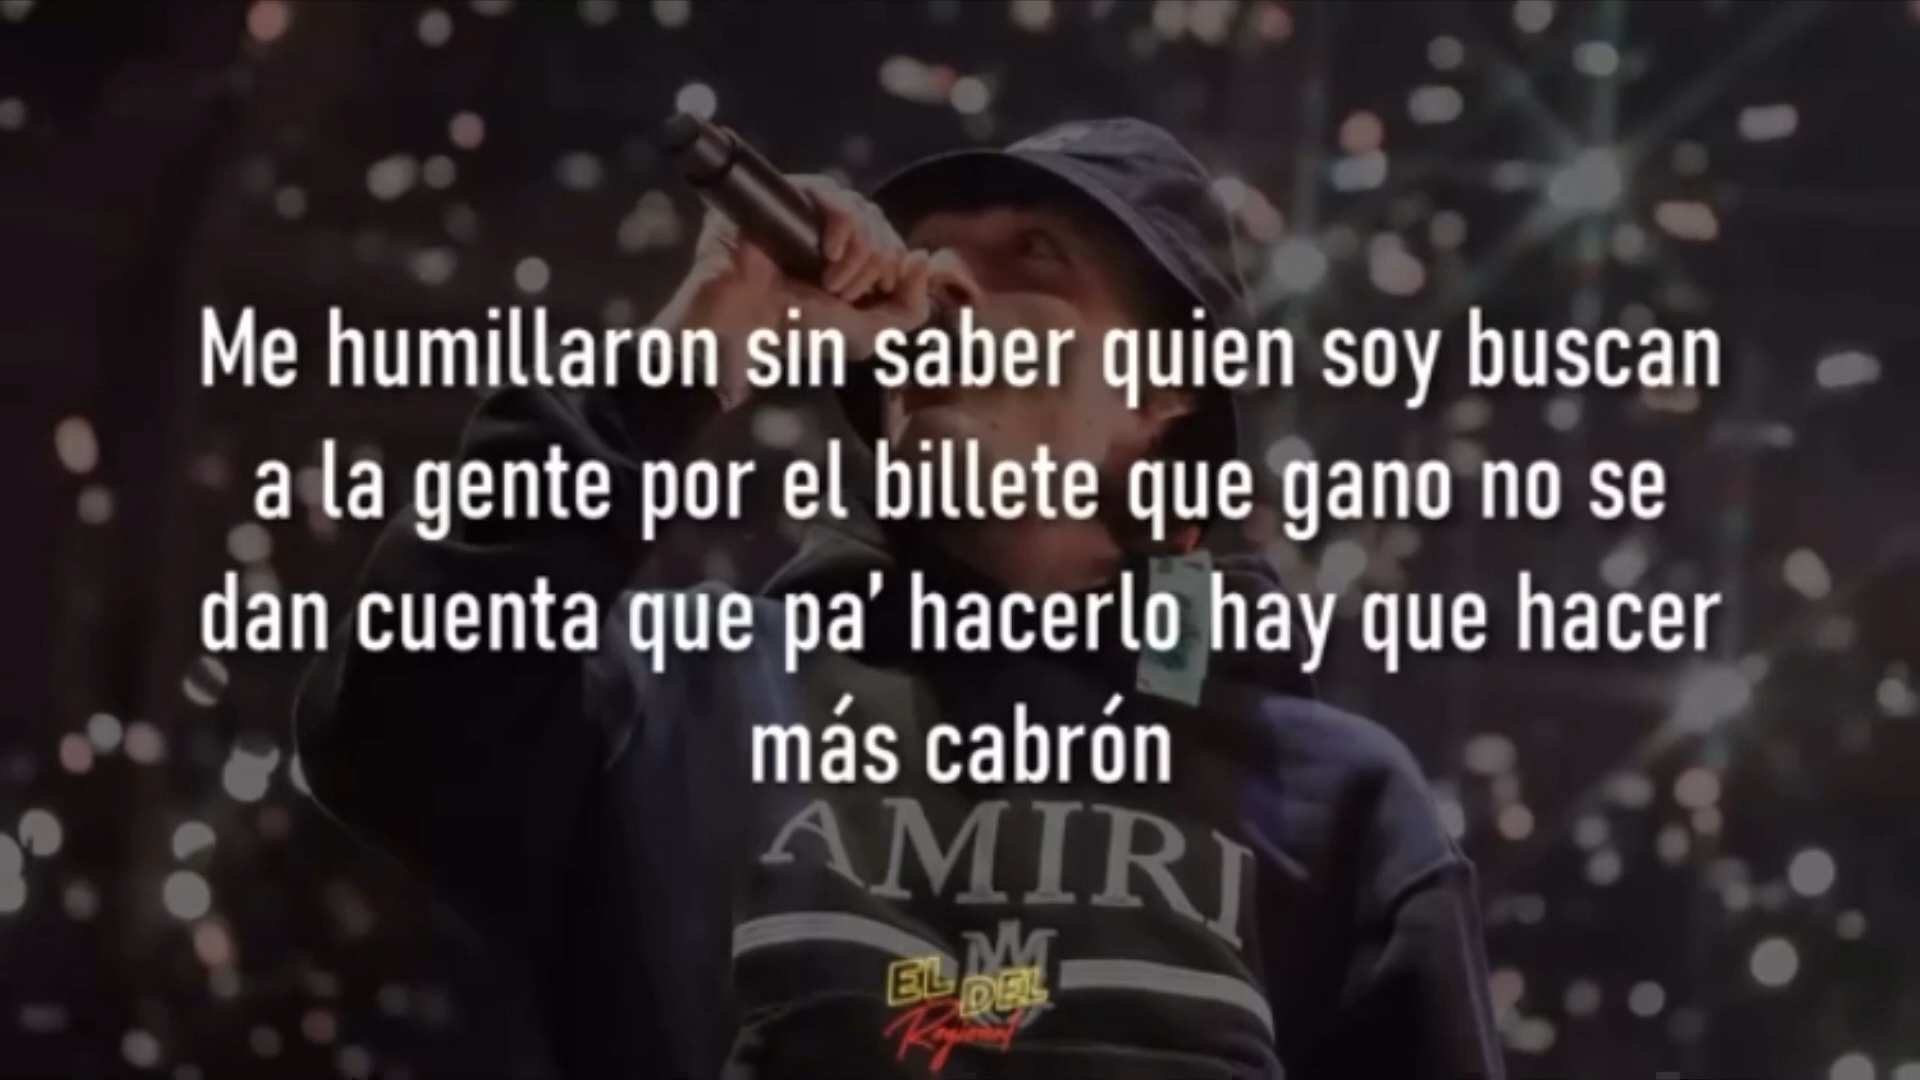 Me humillaron sin saber quien soy buscan
a la gente por el billete que gano no se
dan cuenta que pa’ hacerlo hay que hacer
más cabrón
AMIRI
EL DEL
Regional